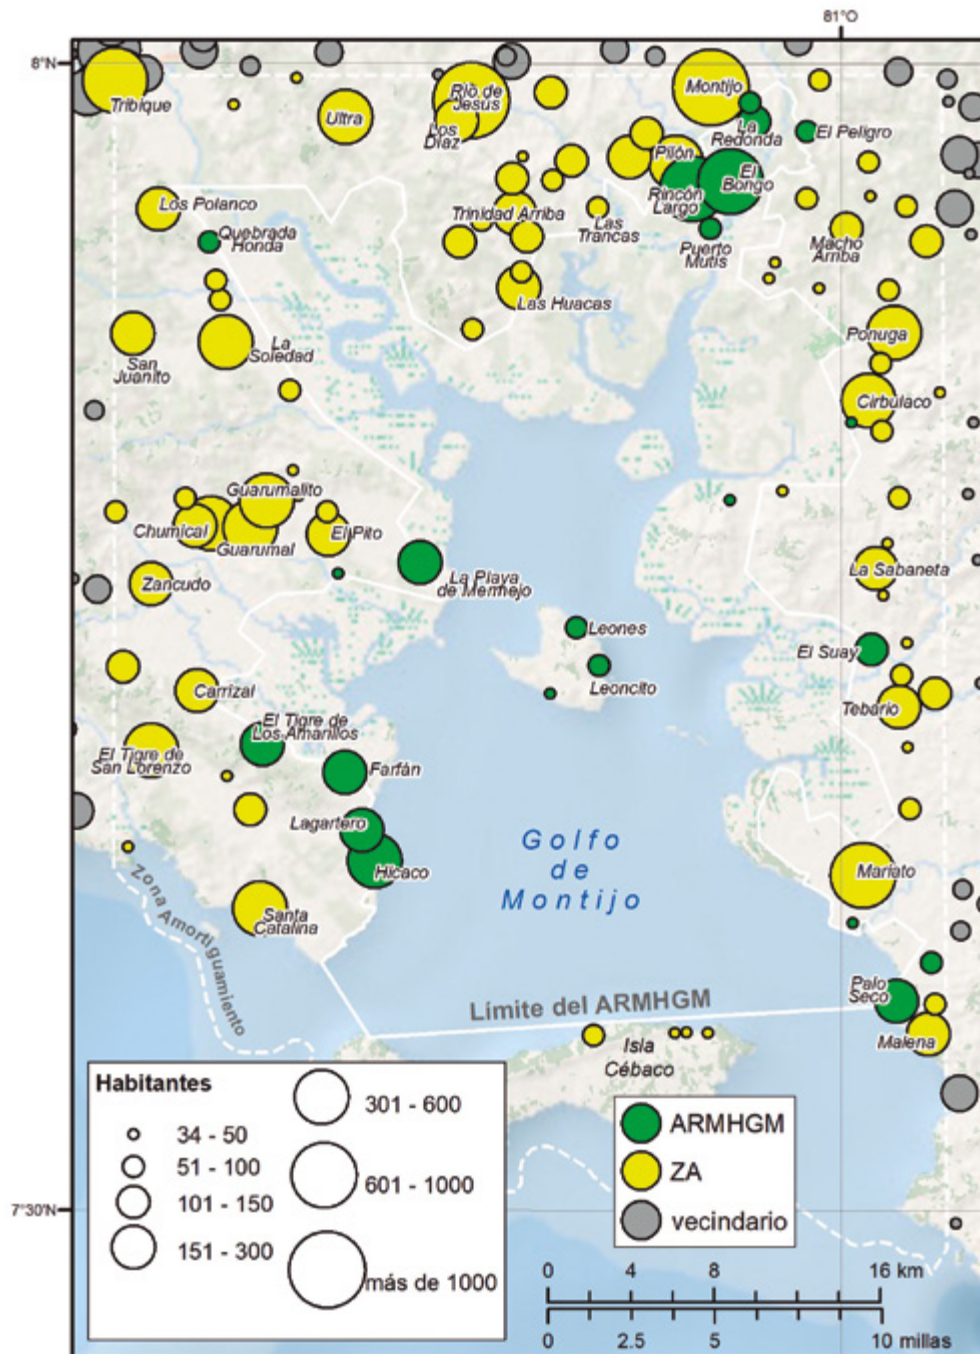 81°O
8°N
Tribique
Ultra
Río de
Jesús
Los
Díaz
Montijo
La
Redonda
El Peligro
Pilón
El
Bongo
Rincón
Largo
Puerto
Mutis
Los Polanco
Quebrada
Honda
Trinidad Arriba
Las
Trancas
Macho
Arriba
Las Huacas
Ponuga
La
Soledad
San
Juanito
Cirbulaco
Guarumalito
Chumical
Guarumal
El Pito
La Playa
de Mermejo
Zancudo
La Sabaneta
Leones
Leoncito
El Suay
Carrizal
Tebario
El Tigre de
Los Amarillos
El Tigre de
San Lorenzo
Farfán
Lagartero
Hicaco
Golfo
de
Montijo
Mariato
Santa
Catalina
Zona Amortiguamiento
Palo
Seco
Malena
Límite del ARMHGM
Isla
Cébaco
Habitantes
34 - 50
51 - 100
101 - 150
151 - 300
301 - 600
601 - 1000
más de 1000
ARMHGM
ZA
vecindario
7°30'N
0 4 8 16 km
0 2.5 5 10 millas